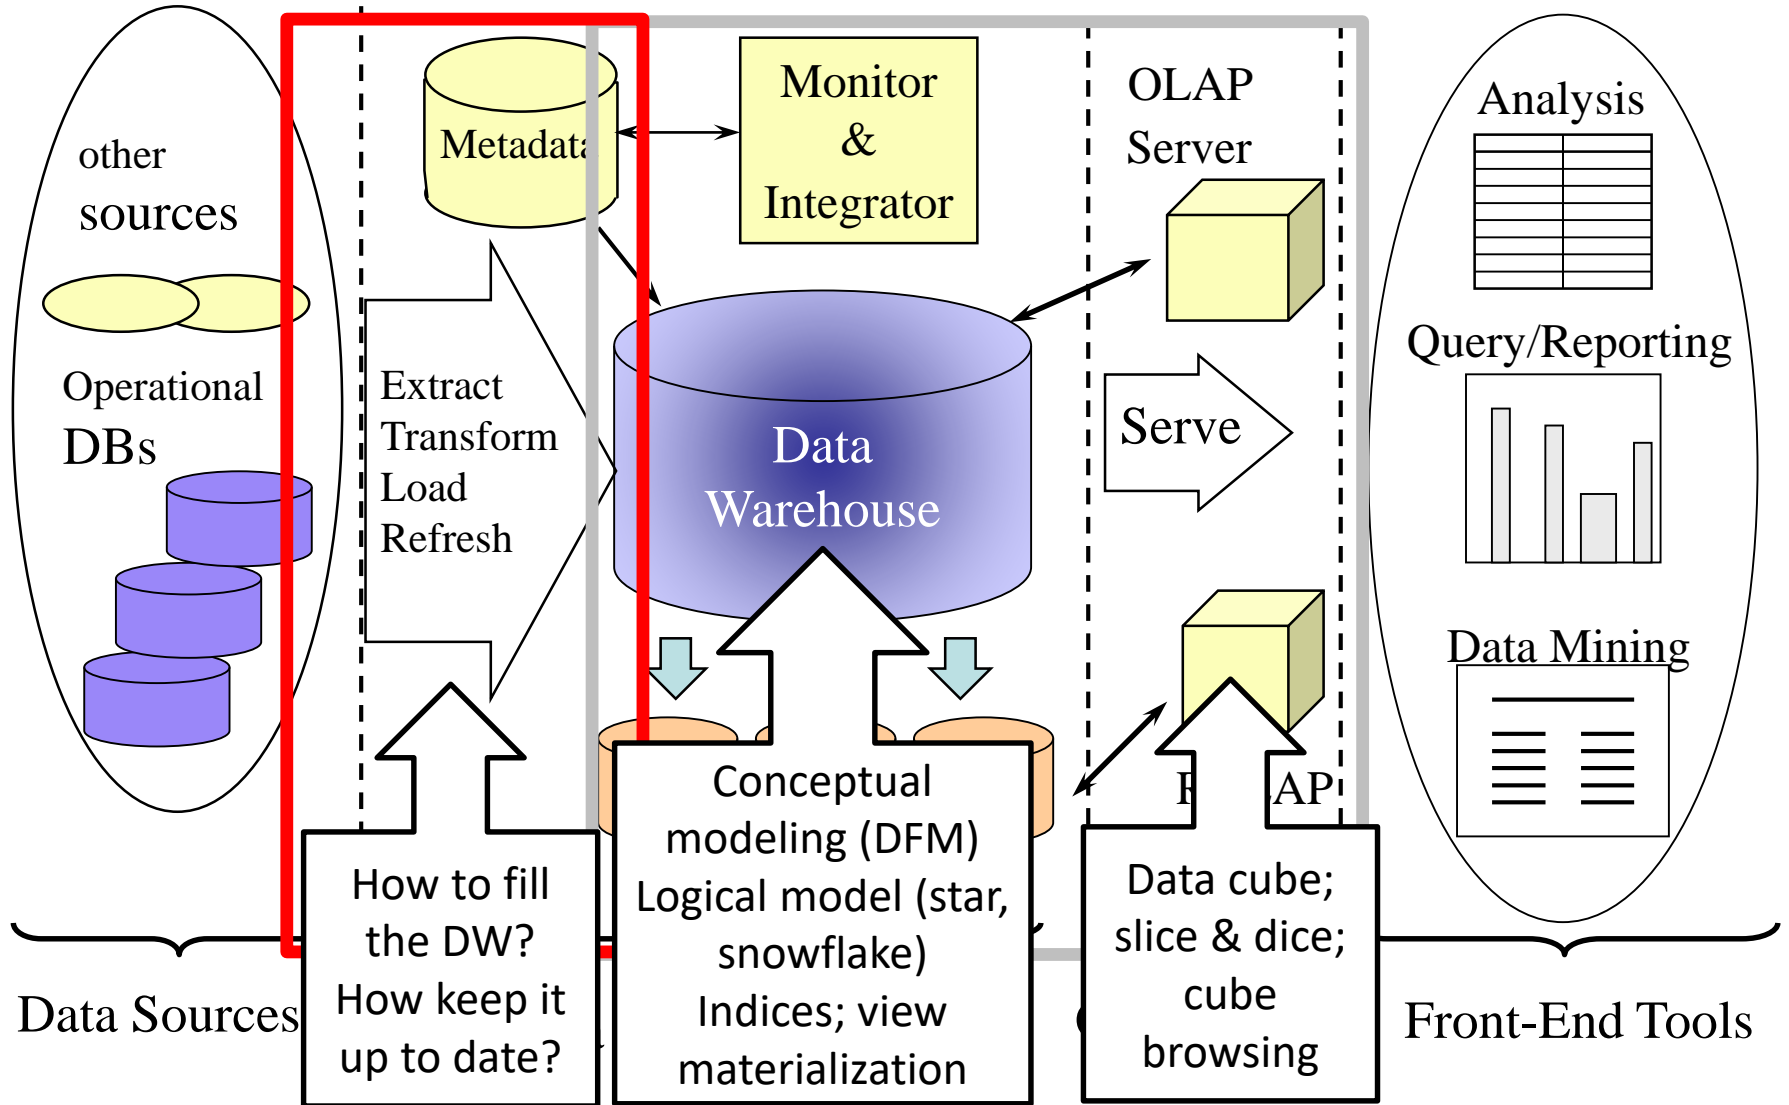 other
sources
Operational
DBs
Metadata
Extract
Transform
Load
Refresh
Monitor
&
Integrator
Data
Warehouse
OLAP
Server
Serve
Analysis
Query/Reporting
Data Mining
How to fill
the DW?
How keep it
up to date?
Conceptual
modeling (DFM)
Logical model (star,
snowflake)
Indices; view
materialization
Data cube;
slice & dice;
cube
browsing
Data Sources
Front-End Tools